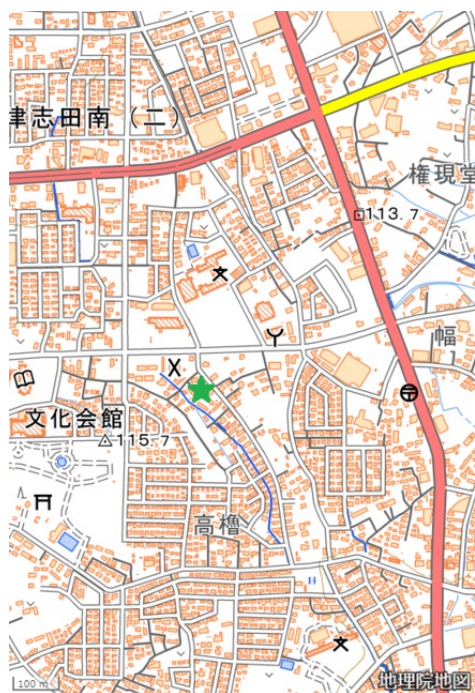 津志田南（二）
権現堂
113.7
幅
文化会館
115.7
高櫓
100 m
地理院地図